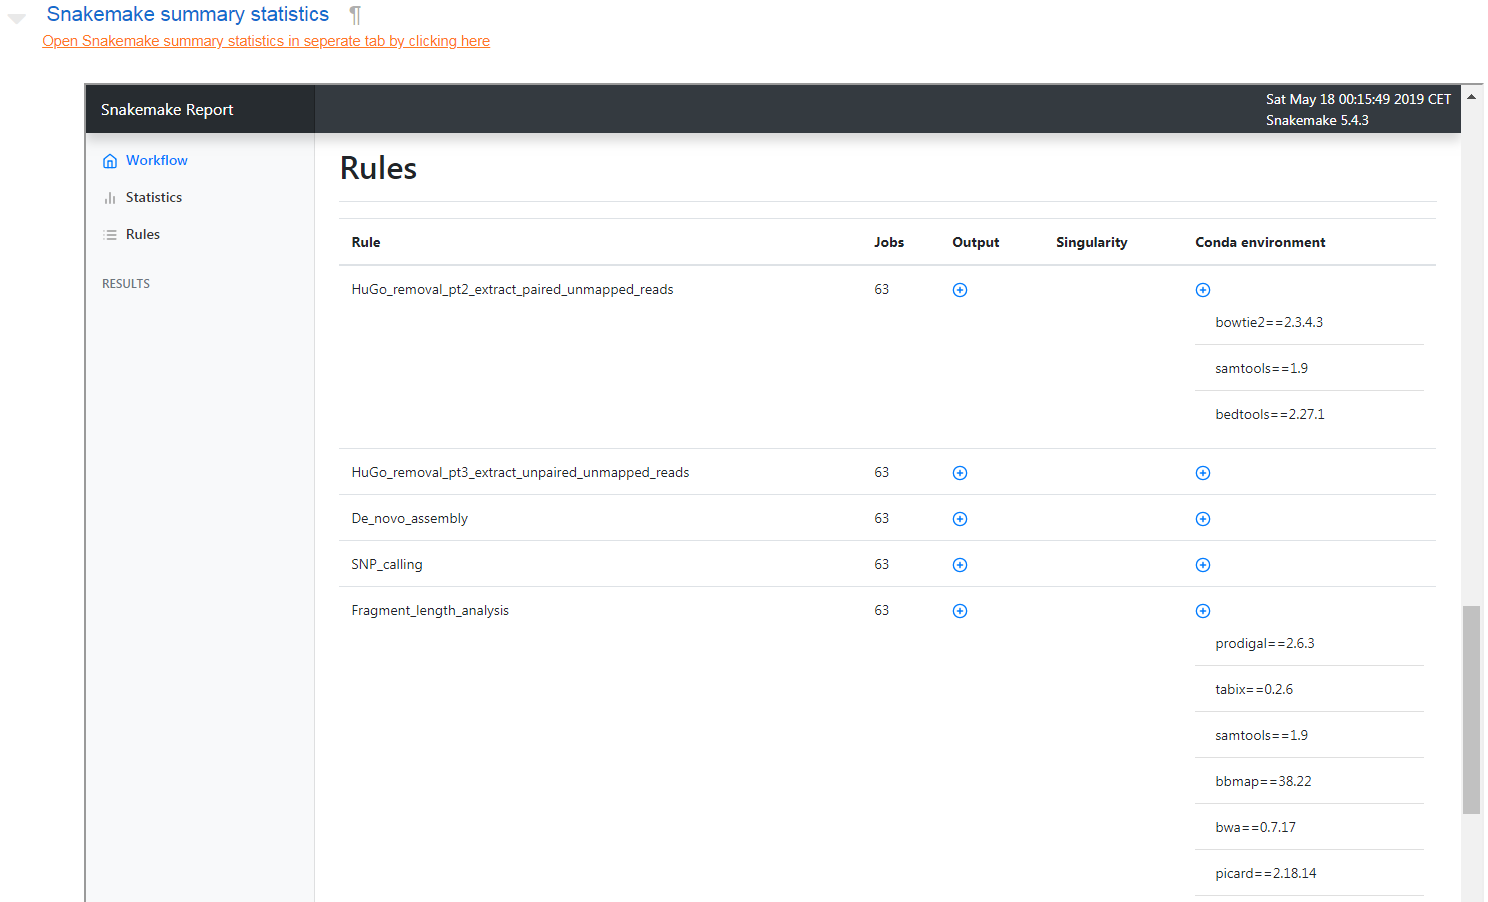 Snakemake summary statistics ¶
Open Snakemake summary statistics in seperate tab by clicking here
Snakemake Report
Sat May 18 00:15:49 2019 CET
Snakemake 5.4.3
Workflow
Statistics
Rules
RESULTS
Rules
Rule Jobs Output Singularity Conda environment
HuGo_removal_pt2_extract_paired_unmapped_reads 63
bowtie2==2.3.4.3
samtools==1.9
bedtools==2.27.1
HuGo_removal_pt3_extract_unpaired_unmapped_reads 63
De_novo_assembly 63
SNP_calling 63
Fragment_length_analysis 63
prodigal==2.6.3
tabix==0.2.6
samtools==1.9
bbmap==38.22
bwa==0.7.17
picard==2.18.14